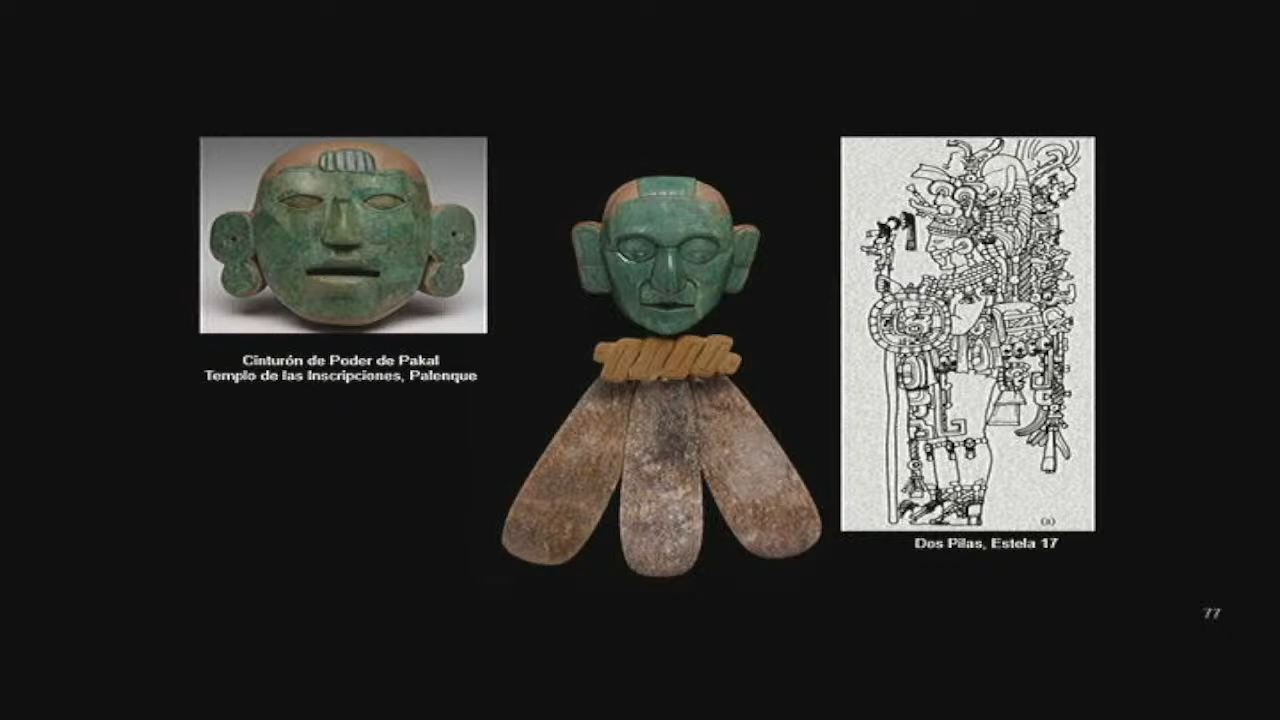 Cinturón de Poder de Pakal
Templo de las Inscripciones, Palenque
(a)
Dos Pilas, Estela 17
77